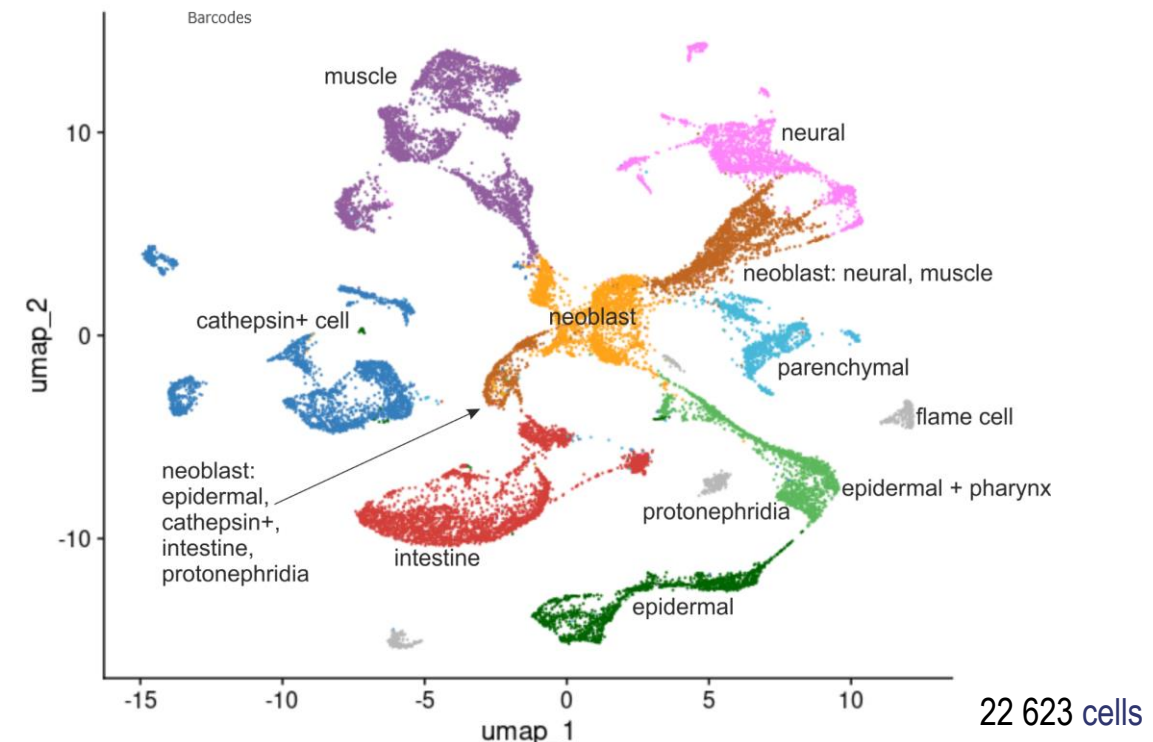 Barcodes
muscle
neural
10
neoblast: neural, muscle
cathepsin+ cell
neoblast
0
umap_2
parenchymal
flame cell
neoblast:
epidermal,
cathepsin+,
intestine,
protonephridia
epidermal + pharynx
protonephridia
-10
intestine
epidermal
-15
-10
-5
0
5
10
umap_1
22 623 cells